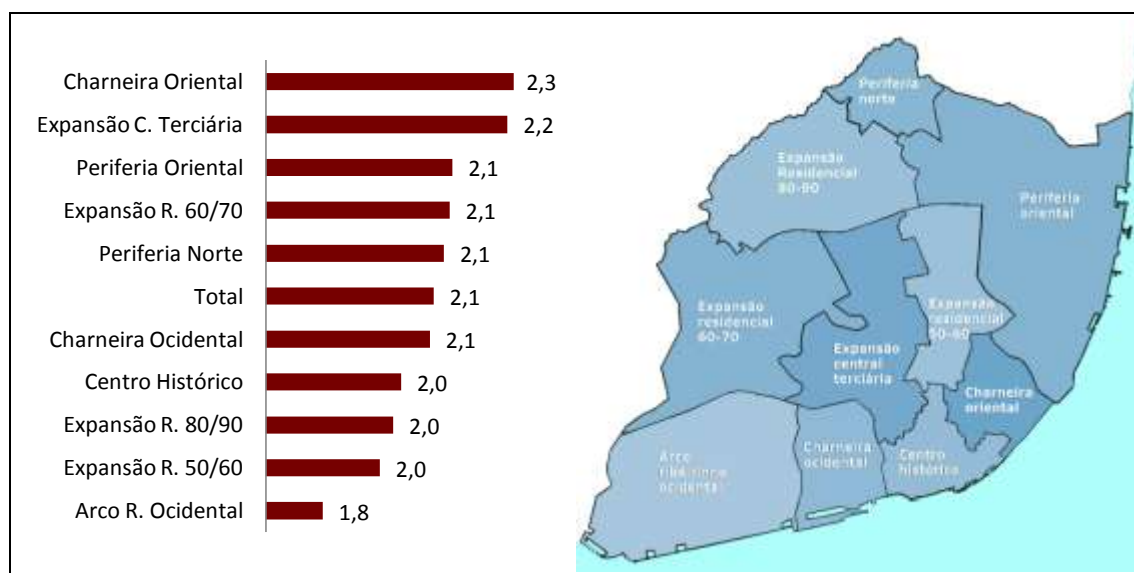 Charneira Oriental 2,3
Expansão C. Terciária 2,2
Periferia Oriental 2,1
Expansão R. 60/70 2,1
Periferia Norte 2,1
Total 2,1
Charneira Ocidental 2,1
Centro Histórico 2,0
Expansão R. 80/90 2,0
Expansão R. 50/60 2,0
Arco R. Ocidental 1,8
Periferia
norte
Expansão
Residencial
80-90
Periferia
oriental
Expansão
residencial
60-70
Expansão
residencial
50-60
Expansão
central
terciária
Charneira
oriental
Arco
ribeirinho
ocidental
Charneira
ocidental
Centro
histórico